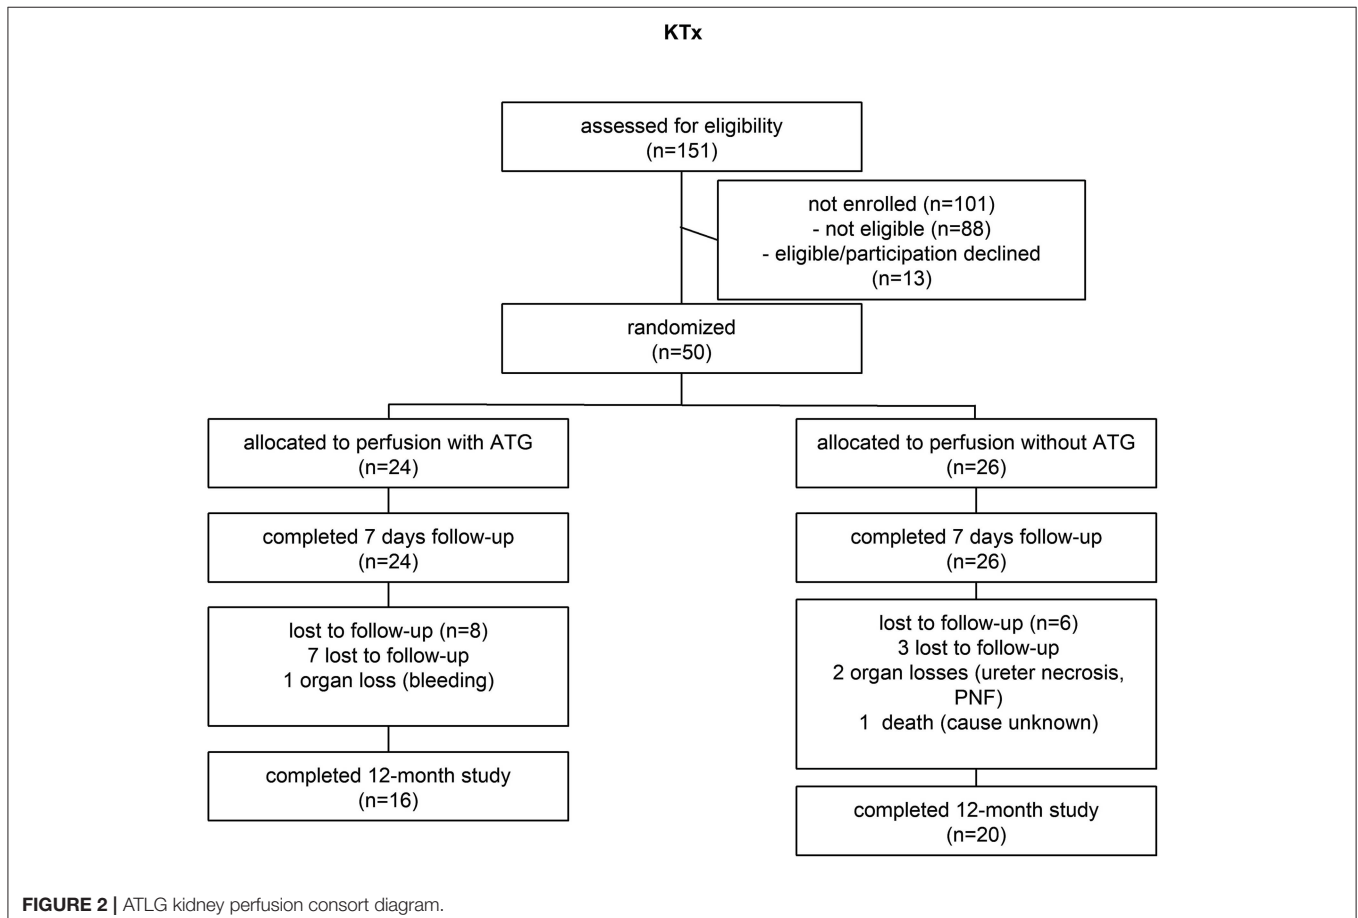 KTx
assessed for eligibility
(n=151)
not enrolled (n=101)
- not eligible (n=88)
- eligible/participation declined
(n=13)
randomized
(n=50)
allocated to perfusion with ATG
(n=24)
allocated to perfusion without ATG
(n=26)
completed 7 days follow-up
(n=24)
completed 7 days follow-up
(n=26)
lost to follow-up (n=8)
7 lost to follow-up
1 organ loss (bleeding)
lost to follow-up (n=6)
3 lost to follow-up
2 organ losses (ureter necrosis,
PNF)
1 death (cause unknown)
completed 12-month study
(n=16)
completed 12-month study
(n=20)
FIGURE 2 | ATLG kidney perfusion consort diagram.